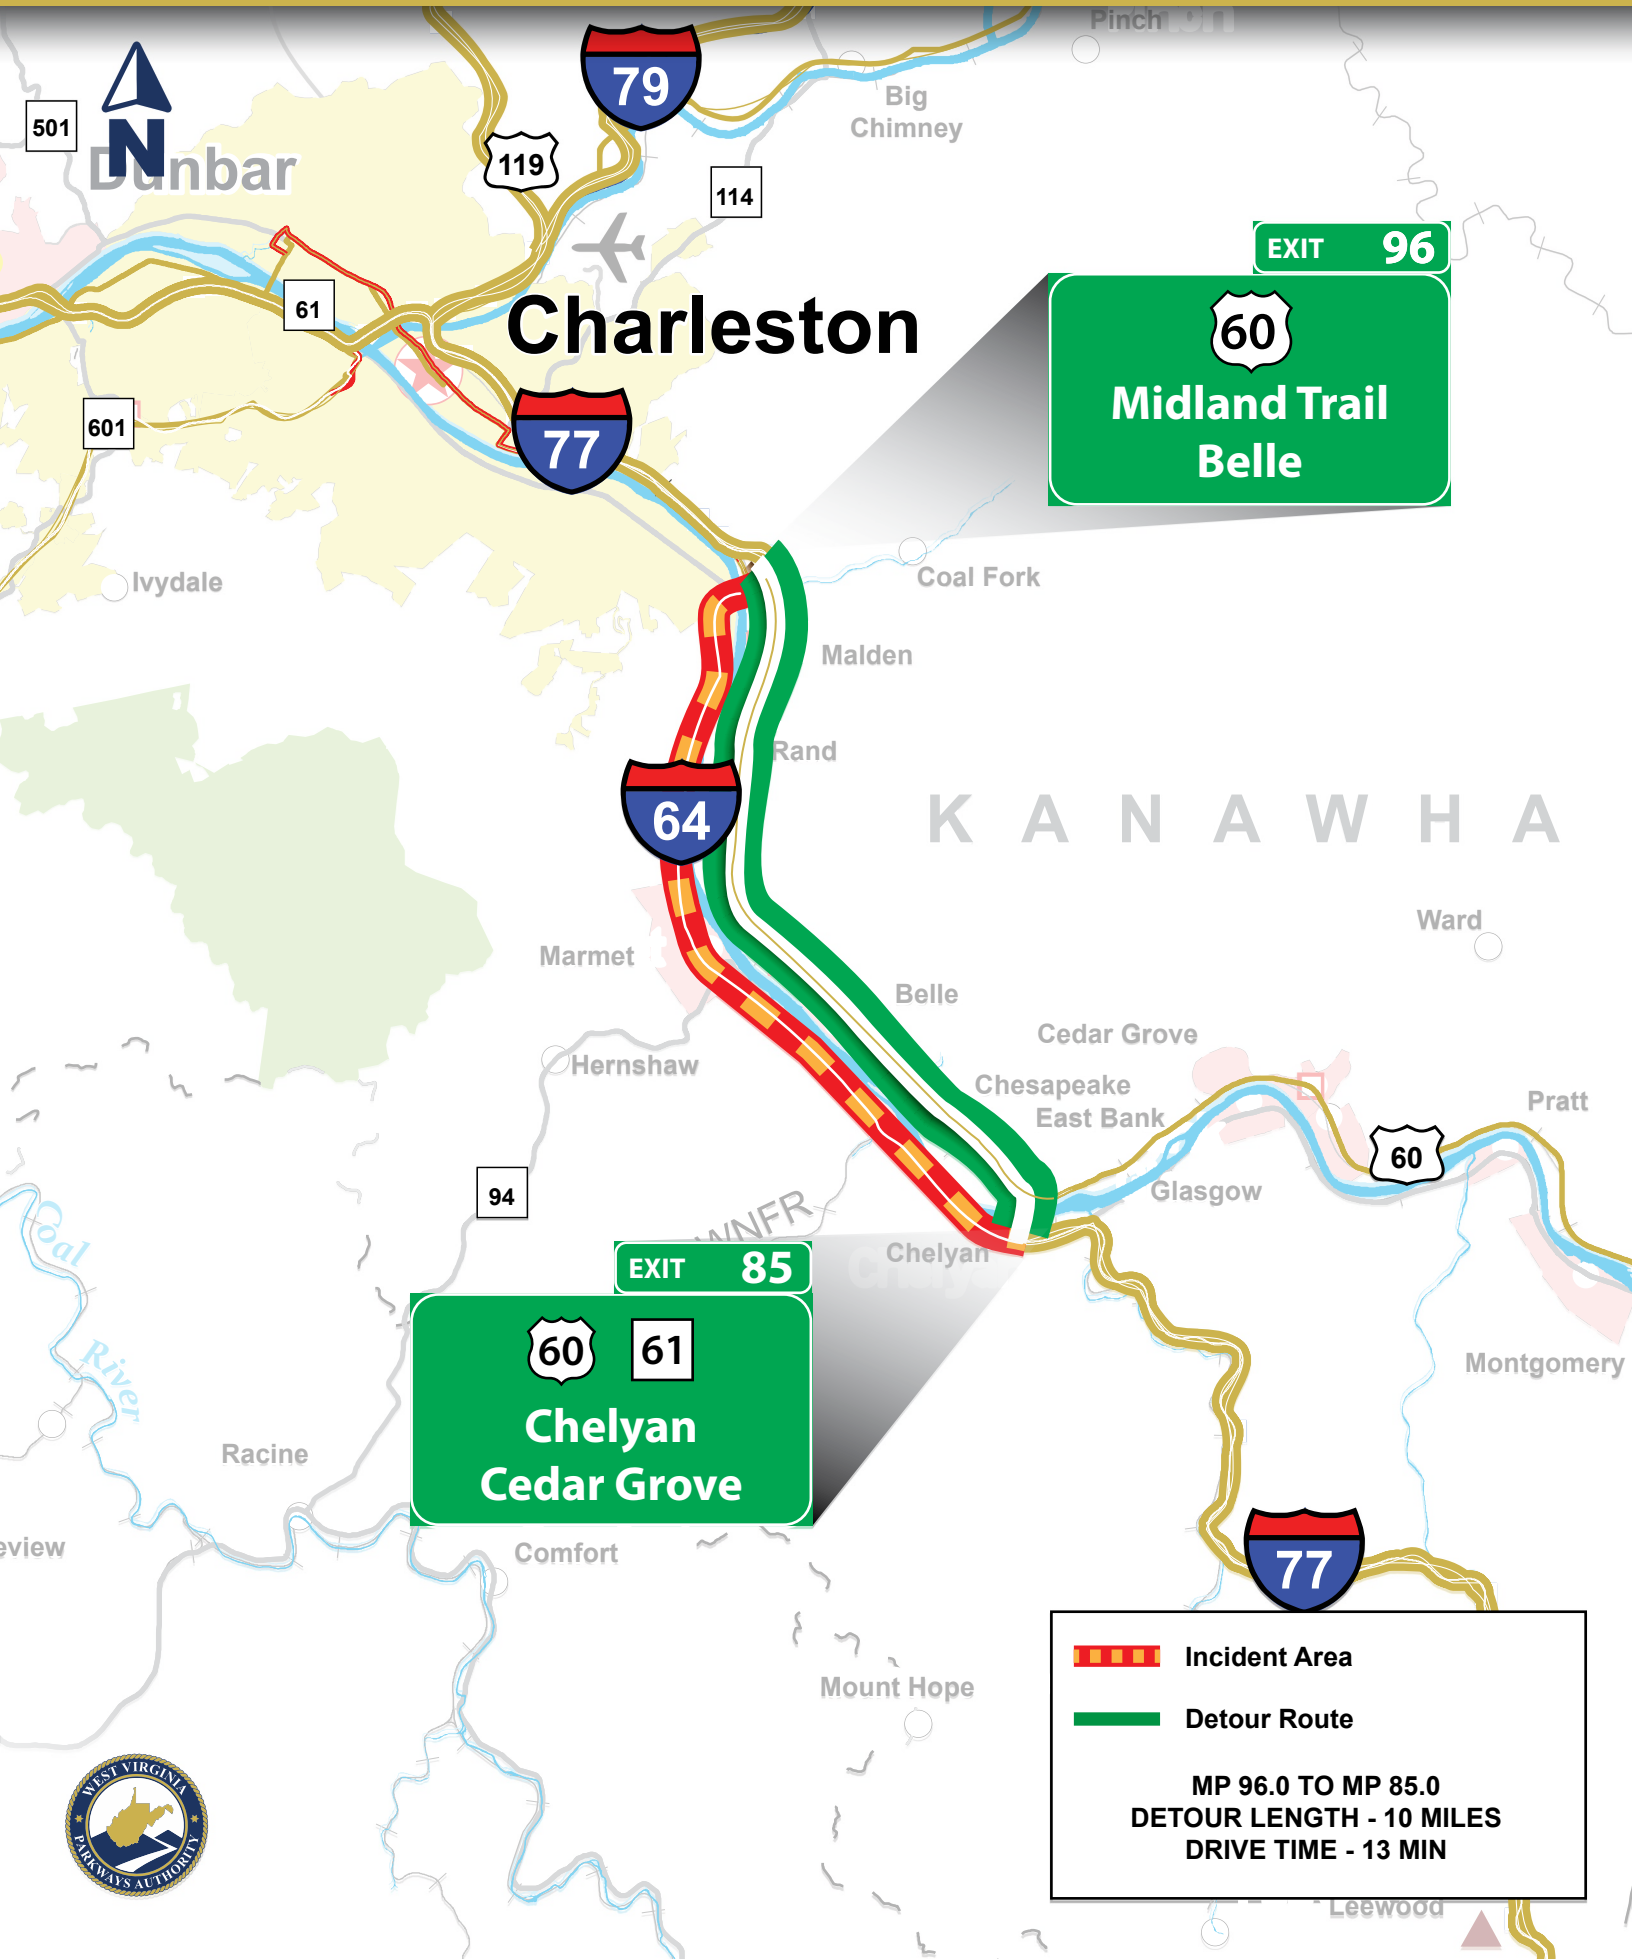 Pinch
79
Big
Chimney
501
N
Dunbar
119
114
EXIT 96
60
Midland Trail
Belle
61
Charleston
601
77
Ivydale
Coal Fork
Malden
Rand
64
KANAWHA
Ward
Marmet
Belle
Cedar Grove
Hernshaw
Chesapeake
East Bank
Pratt
60
94
Glasgow
WNFR
Coal
River
Chelyan
EXIT 85
60 61
Chelyan
Cedar Grove
Montgomery
Racine
eview
Comfort
77
Incident Area
Mount Hope
Detour Route
MP 96.0 TO MP 85.0
DETOUR LENGTH - 10 MILES
DRIVE TIME - 13 MIN
WEST VIRGINIA
PARKWAYS AUTHORITY
Leewood